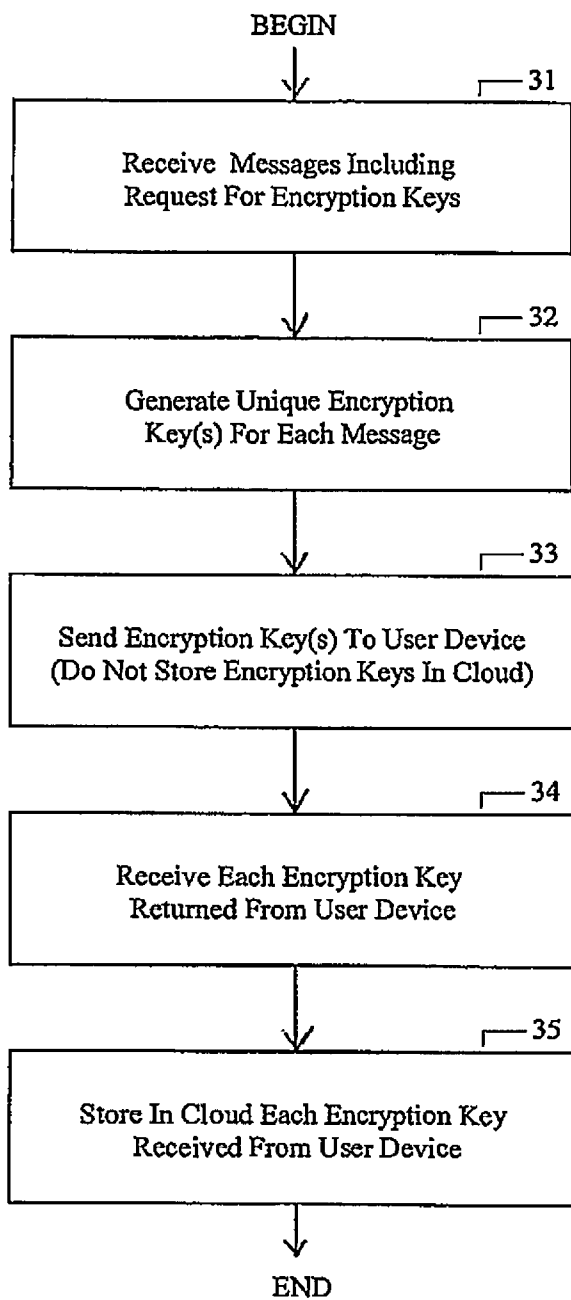 BEGIN
31
Receive Messages Including
Request For Encryption Keys
32
Generate Unique Encryption
Key(s) For Each Message
33
Send Encryption Key(s) To User Device
(Do Not Store Encryption Keys In Cloud)
34
Receive Each Encryption Key
Returned From User Device
35
Store In Cloud Each Encryption Key
Received From User Device
END